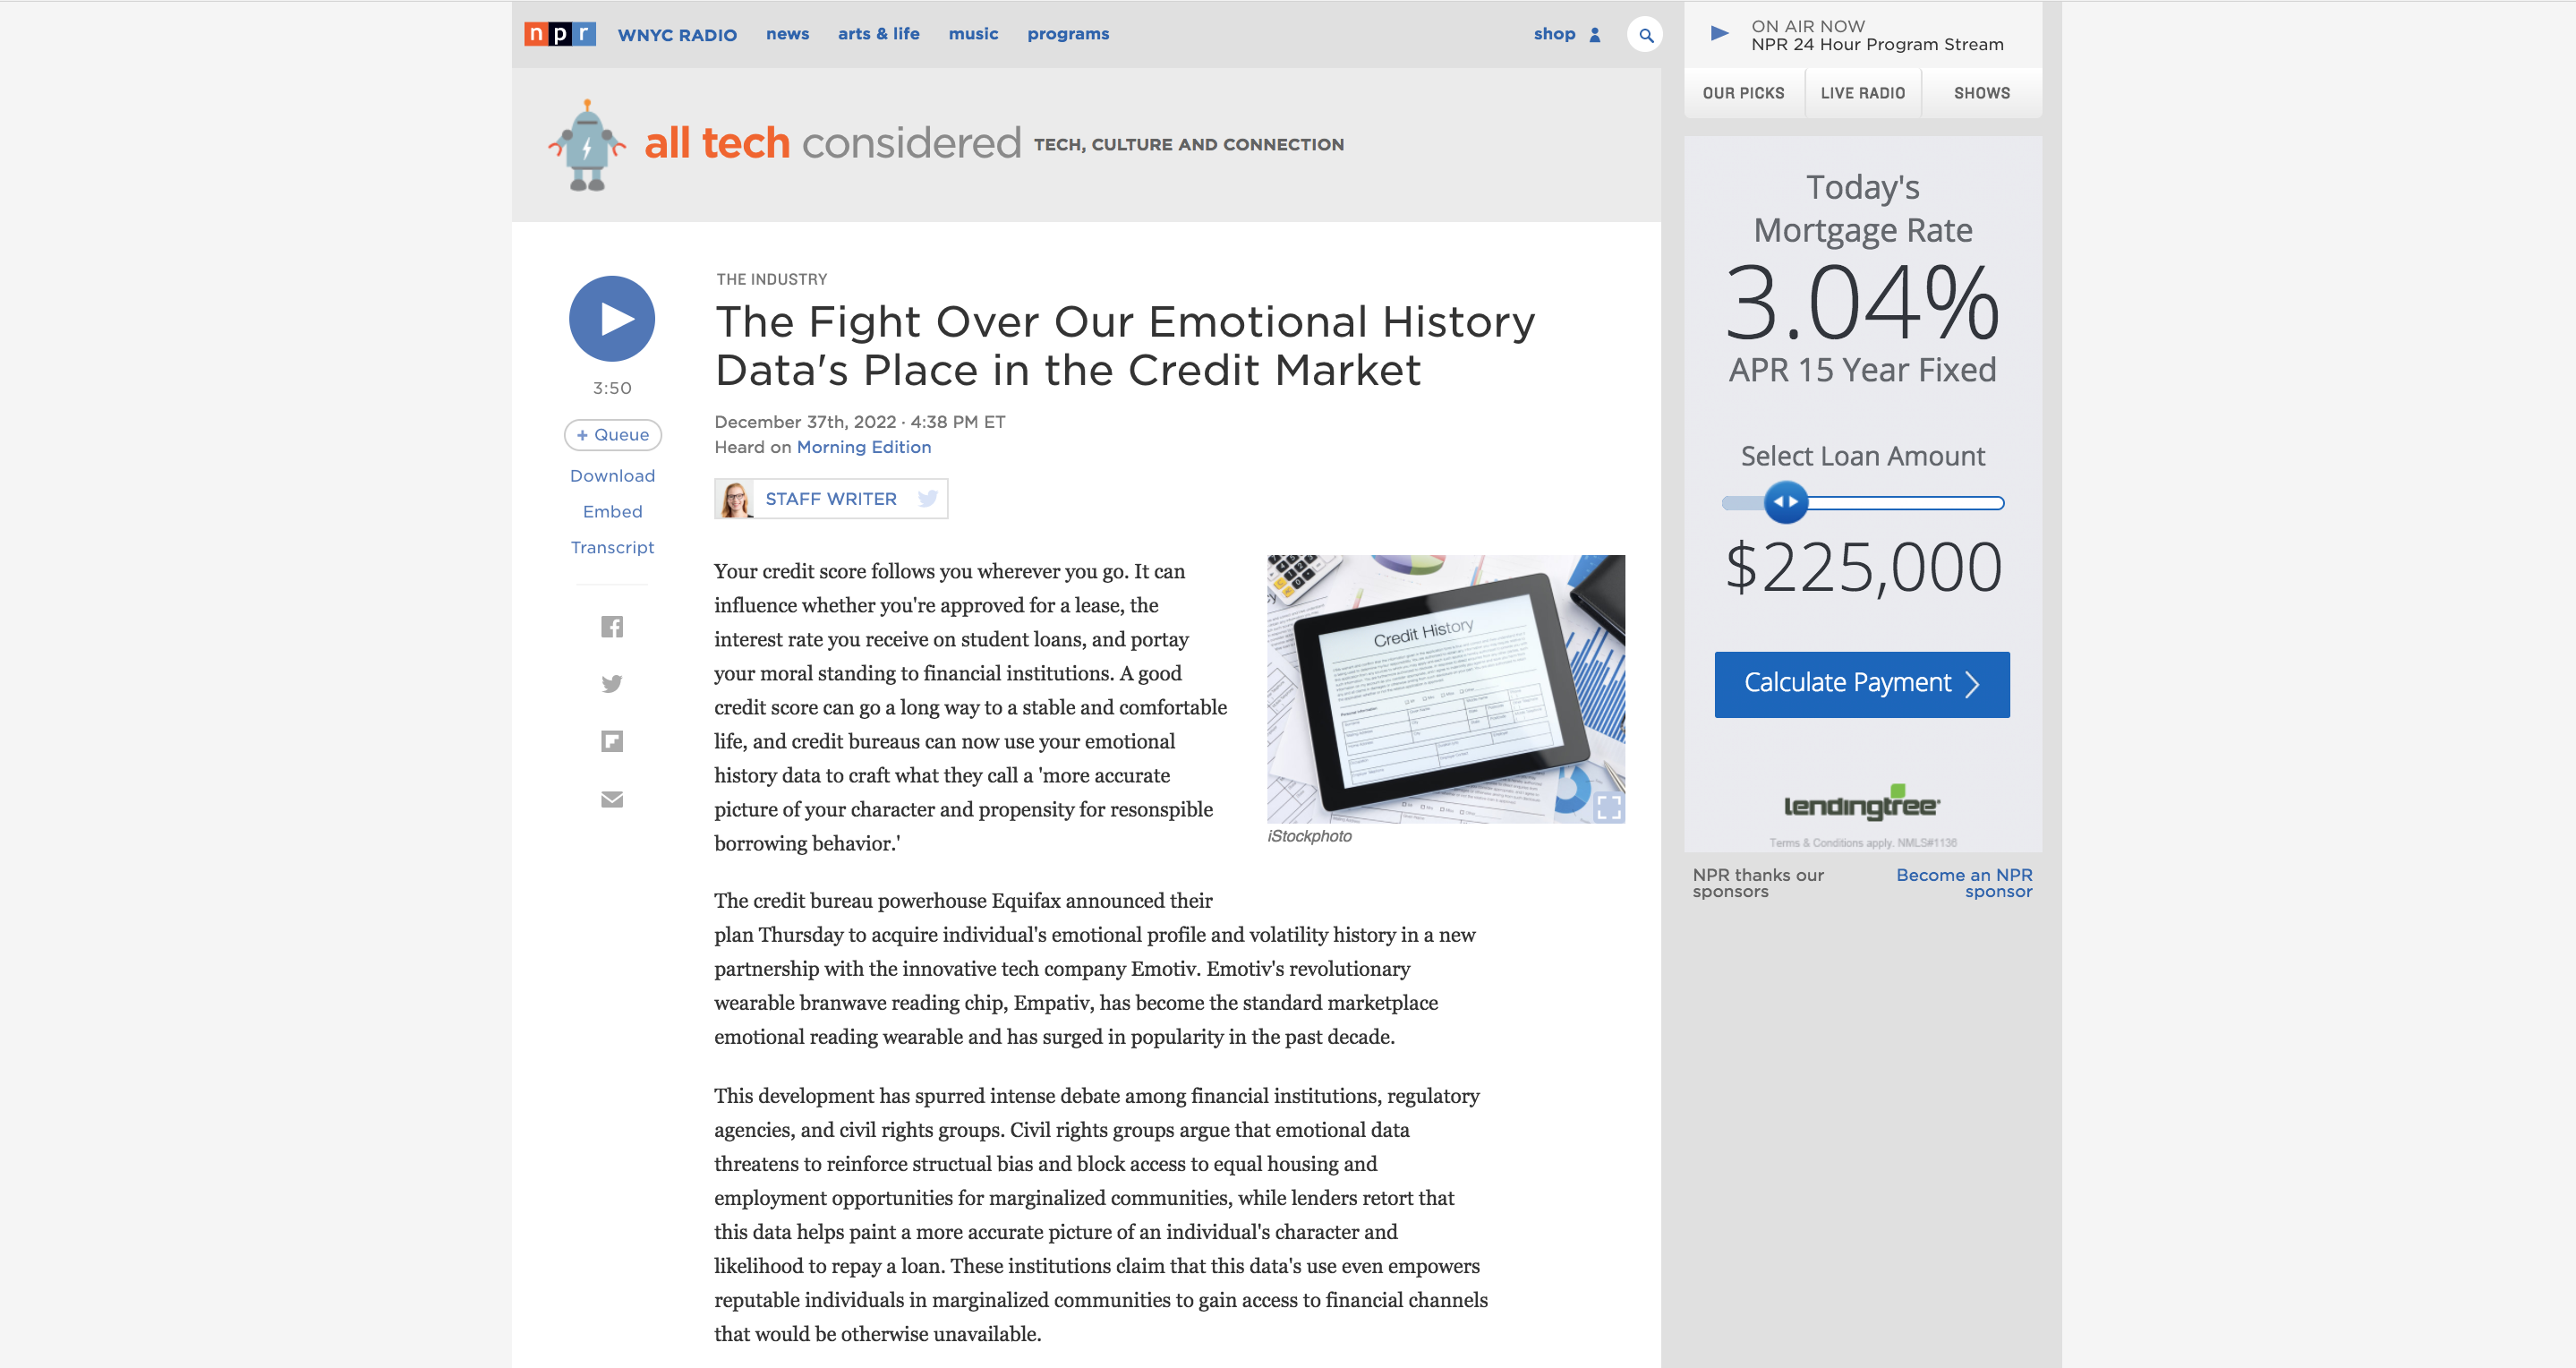 npr WNYC RADIO news arts & life music programs shop
all tech considered TECH, CULTURE AND CONNECTION
THE INDUSTRY
The Fight Over Our Emotional History
Data's Place in the Credit Market
3:50
+ Queue
Download
Embed
Transcript
December 37th, 2022 · 4:38 PM ET
Heard on Morning Edition
STAFF WRITER
Your credit score follows you wherever you go. It can
influence whether you're approved for a lease, the
interest rate you receive on student loans, and portay
your moral standing to financial institutions. A good
credit score can go a long way to a stable and comfortable
life, and credit bureaus can now use your emotional
history data to craft what they call a 'more accurate
picture of your character and propensity for resonspible
borrowing behavior.'
Credit History
iStockphoto
The credit bureau powerhouse Equifax announced their
plan Thursday to acquire individual's emotional profile and volatility history in a new
partnership with the innovative tech company Emotiv. Emotiv's revolutionary
wearable branwave reading chip, Empativ, has become the standard marketplace
emotional reading wearable and has surged in popularity in the past decade.
This development has spurred intense debate among financial institutions, regulatory
agencies, and civil rights groups. Civil rights groups argue that emotional data
threatens to reinforce structual bias and block access to equal housing and
employment opportunities for marginalized communities, while lenders retort that
this data helps paint a more accurate picture of an individual's character and
likelihood to repay a loan. These institutions claim that this data's use even empowers
reputable individuals in marginalized communities to gain access to financial channels
that would be otherwise unavailable.
ON AIR NOW
NPR 24 Hour Program Stream
OUR PICKS LIVE RADIO SHOWS
Today's
Mortgage Rate
3.04%
APR 15 Year Fixed
Select Loan Amount
$225,000
Calculate Payment
lendingtree
Terms & Conditions apply. NMLS#1136
NPR thanks our
sponsors
Become an NPR
sponsor